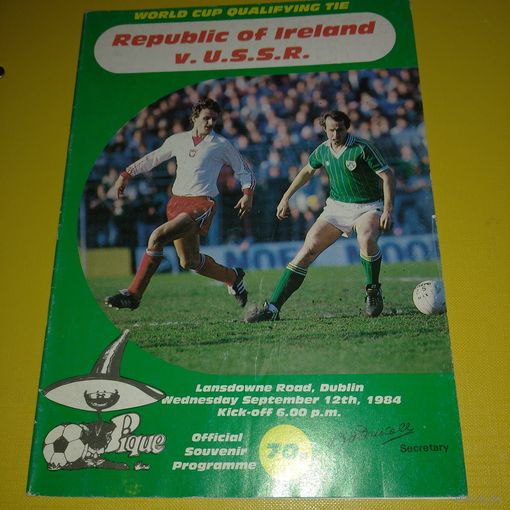 WORLD CUP QUALIFYING TIE
Republic of Ireland
v. U.S.S.R.
Lansdowne Road, Dublin
Wednesday September 12th, 1984
Kick-off 6.00 p.m.
Pique
Official
Souvenir
Programme
70p
Secretary